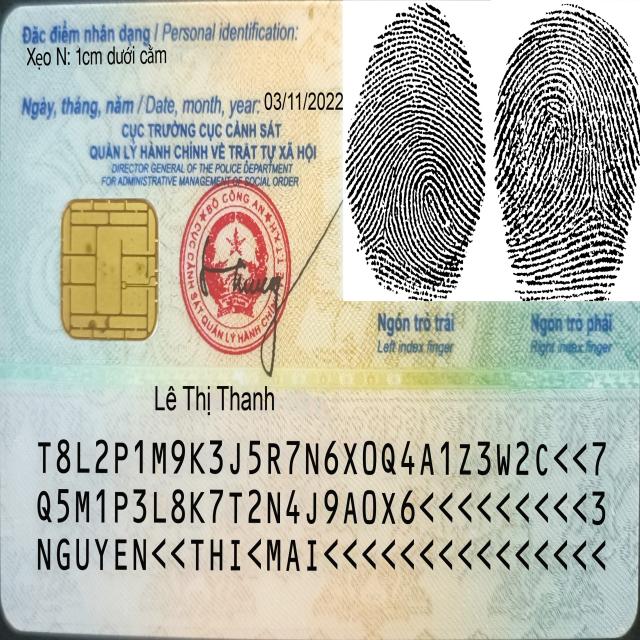 Đặc điểm nhân dạng / Personal identification:
Xẹo N: 1cm dưới cằm
Ngày, tháng, năm / Date, month, year: 03/11/2022
CỤC TRƯỞNG CỤC CẢNH SÁT
QUẢN LÝ HÀNH CHÍNH VỀ TRẬT TỰ XÃ HỘI
DIRECTOR GENERAL OF THE POLICE DEPARTMENT
FOR ADMINISTRATIVE MANAGEMENT OF SOCIAL ORDER
BỘ CÔNG AN
CỤC CẢNH SÁT QUẢN LÝ HÀNH CHÍNH
Ngón trỏ trái
Left index finger
Ngón trỏ phải
Right index finger
Lê Thị Thanh
T8L2P1M9K3J5R7N6XOQ4A1Z3W2C<<7
Q5M1P3L8K7T2N4J9AOX6<<<<<<<<<3
NGUYEN<<THI<MAI<<<<<<<<<<<<<<<